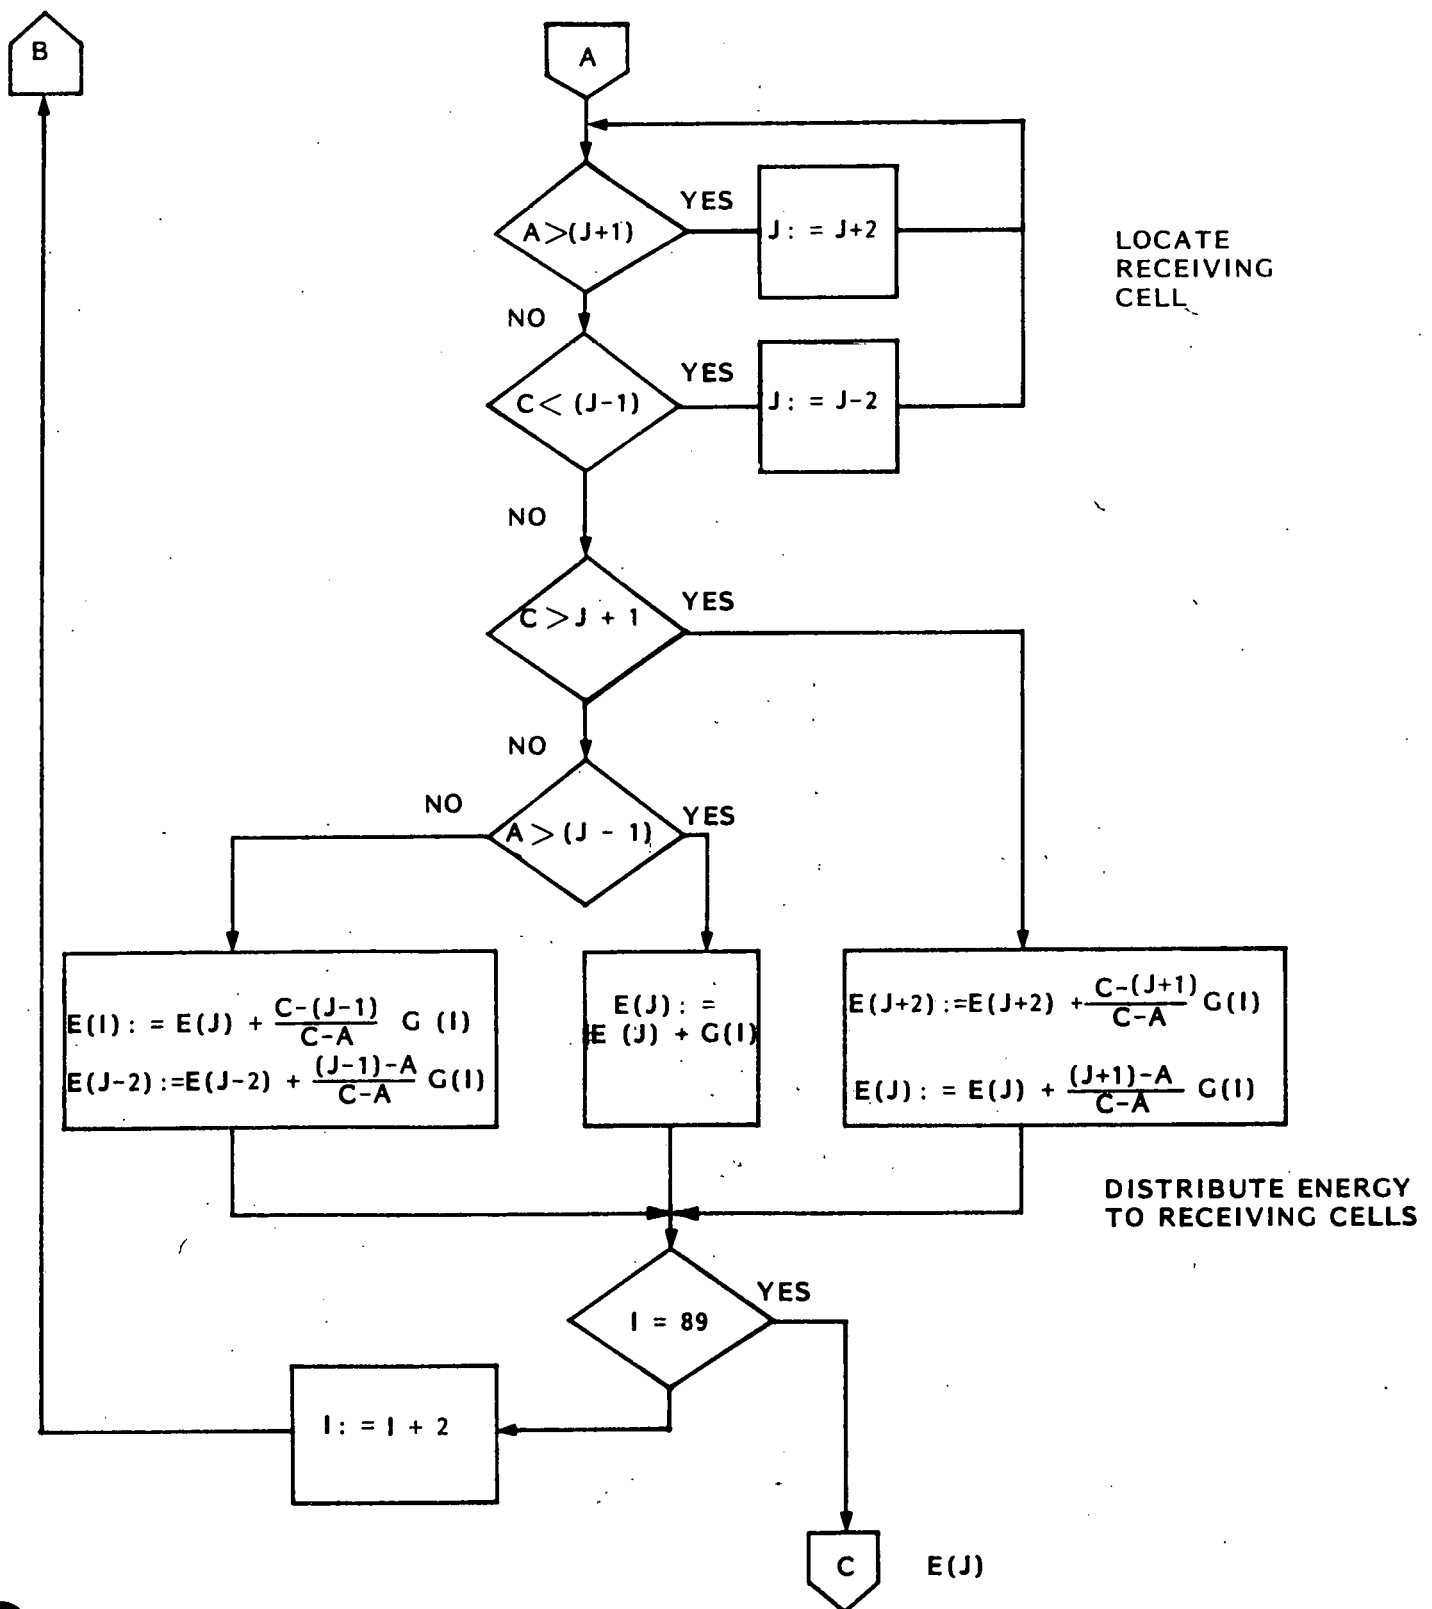 B
A
YES
A>(J+1)
J: = J+2
LOCATE
RECEIVING
CELL
NO
YES
C< (J-1)
J: = J-2
NO
YES
C>J + 1
NO
NO
YES
A>(J - 1)
E(I): = E(J) + C-(J-1)/C-A G (I)
E(J-2):=E(J-2) + (J-1)-A/C-A G(I)
E(J): =
E (J) + G(I)
E(J+2):=E(J+2) + C-(J+1)/C-A G(I)
E(J): = E(J) + (J+1)-A/C-A G(I)
DISTRIBUTE ENERGY
TO RECEIVING CELLS
YES
I = 89
I: = I + 2
C
E(J)